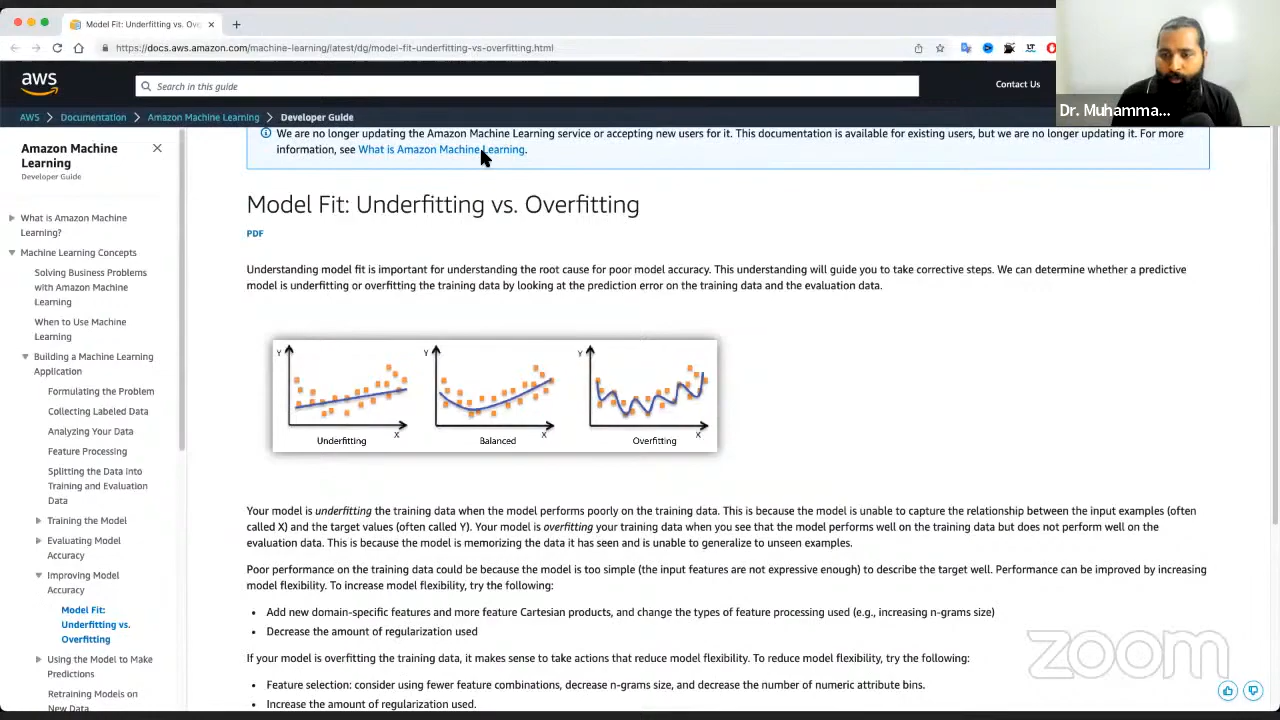 Model Fit: Underfitting vs. Ove
https://docs.aws.amazon.com/machine-learning/latest/dg/model-fit-underfitting-vs-overfitting.html
aws
Search in this guide
Contact Us
Dr. Muhamma...
AWS > Documentation > Amazon Machine Learning > Developer Guide
Amazon Machine
Learning
Developer Guide
What is Amazon Machine
Learning?
Machine Learning Concepts
Solving Business Problems
with Amazon Machine
Learning
When to Use Machine
Learning
Building a Machine Learning
Application
Formulating the Problem
Collecting Labeled Data
Analyzing Your Data
Feature Processing
Splitting the Data into
Training and Evaluation
Data
Training the Model
Evaluating Model
Accuracy
Improving Model
Accuracy
Model Fit:
Underfitting vs.
Overfitting
Using the Model to Make
Predictions
Retraining Models on
New Data
We are no longer updating the Amazon Machine Learning service or accepting new users for it. This documentation is available for existing users, but we are no longer updating it. For more
information, see What is Amazon Machine Learning.
Model Fit: Underfitting vs. Overfitting
PDF
Understanding model fit is important for understanding the root cause for poor model accuracy. This understanding will guide you to take corrective steps. We can determine whether a predictive
model is underfitting or overfitting the training data by looking at the prediction error on the training data and the evaluation data.
Y Y Y
X X X
Underfitting Balanced Overfitting
Your model is underfitting the training data when the model performs poorly on the training data. This is because the model is unable to capture the relationship between the input examples (often
called X) and the target values (often called Y). Your model is overfitting your training data when you see that the model performs well on the training data but does not perform well on the
evaluation data. This is because the model is memorizing the data it has seen and is unable to generalize to unseen examples.
Poor performance on the training data could be because the model is too simple (the input features are not expressive enough) to describe the target well. Performance can be improved by increasing
model flexibility. To increase model flexibility, try the following:
• Add new domain-specific features and more feature Cartesian products, and change the types of feature processing used (e.g., increasing n-grams size)
• Decrease the amount of regularization used
If your model is overfitting the training data, it makes sense to take actions that reduce model flexibility. To reduce model flexibility, try the following:
• Feature selection: consider using fewer feature combinations, decrease n-grams size, and decrease the number of numeric attribute bins.
• Increase the amount of regularization used.
zoom